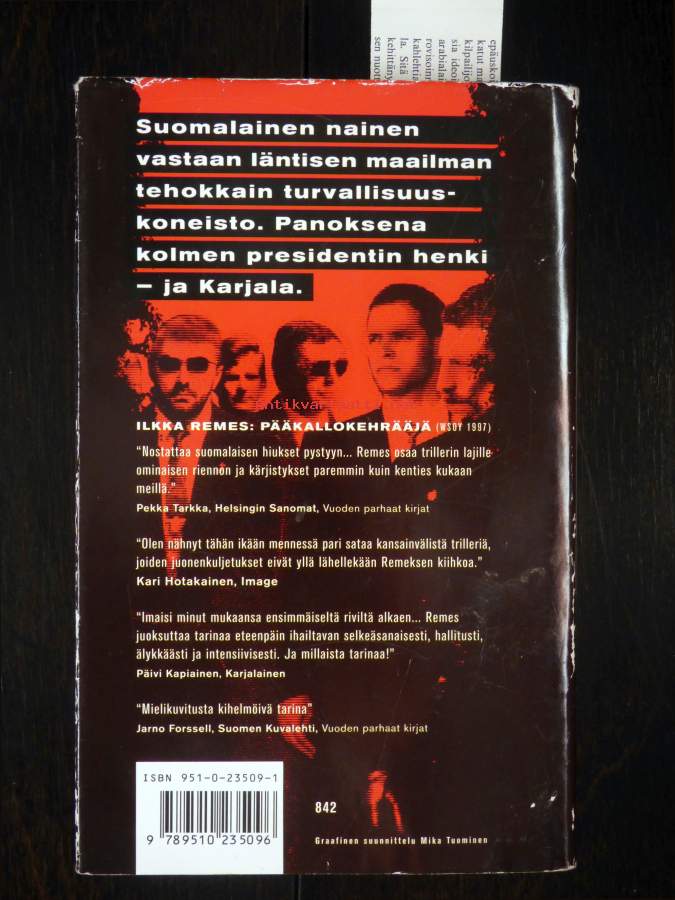 Suomalainen nainen
vastaan läntisen maailman
tehokkain turvallisuus-
koneisto. Panoksena
kolmen presidentin henki
– ja Karjala.
ILKKA REMES: PÄÄKALLOKEHRÄÄJÄ (WSOY 1997)
"Nostattaa suomalaisen hiukset pystyyn... Remes osaa trillerin lajille
ominaisen riennon ja kärjistykset paremmin kuin kenties kukaan
meillä."
Pekka Tarkka, Helsingin Sanomat, Vuoden parhaat kirjat
"Olen nähnyt tähän ikään mennessä pari sataa kansainvälistä trilleriä,
joiden juonenkuljetukset eivät yllä lähellekään Remeksen kiihkoa."
Kari Hotakainen, Image
"Imaisi minut mukaansa ensimmäiseltä riviltä alkaen... Remes
juoksuttaa tarinaa eteenpäin ihailtavan selkeäsanaisesti, hallitusti,
älykkäästi ja intensiivisesti. Ja millaista tarinaa!"
Päivi Kapiainen, Karjalainen
"Mielikuvitusta kihelmöivä tarina"
Jarno Forssell, Suomen Kuvalehti, Vuoden parhaat kirjat
ISBN 951-0-23509-1
9 789510 235096
842
Graafinen suunnittelu Mika Tuominen